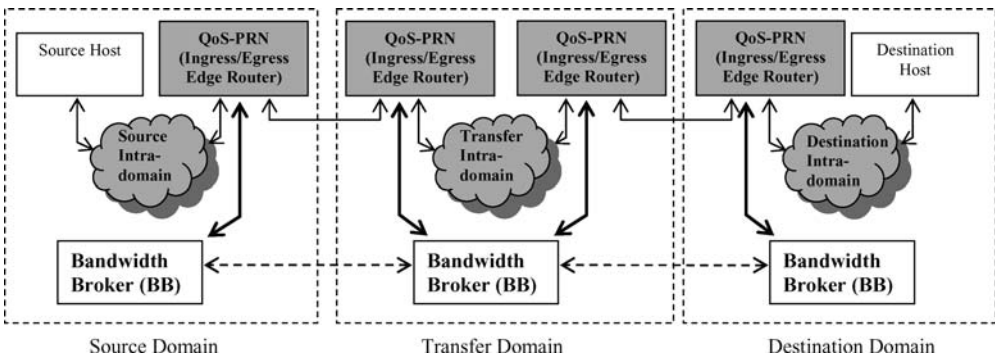 Source Host
QoS-PRN
(Ingress/Egress
Edge Router)
QoS-PRN
(Ingress/Egress
Edge Router)
QoS-PRN
(Ingress/Egress
Edge Router)
QoS-PRN
(Ingress/Egress
Edge Router)
Destination
Host
Source
Intra-
domain
Transfer
Intra-
domain
Destination
Intra-
domain
Bandwidth
Broker (BB)
Bandwidth
Broker (BB)
Bandwidth
Broker (BB)
Source Domain
Transfer Domain
Destination Domain